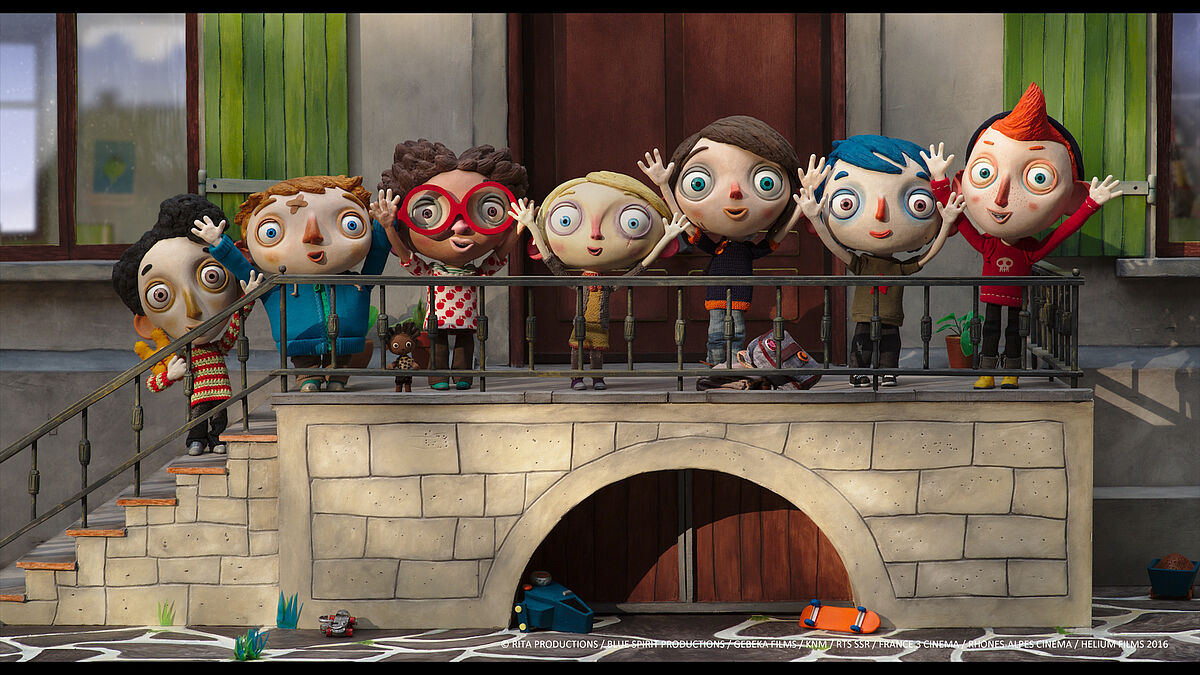 © RITA PRODUCTIONS / BLUE SPIRIT PRODUCTIONS / GEBEKA FILMS / KNM / RTS SSR / FRANCE 3 CINEMA / RHONES-ALPES CINEMA / HELIUM FILMS 2016